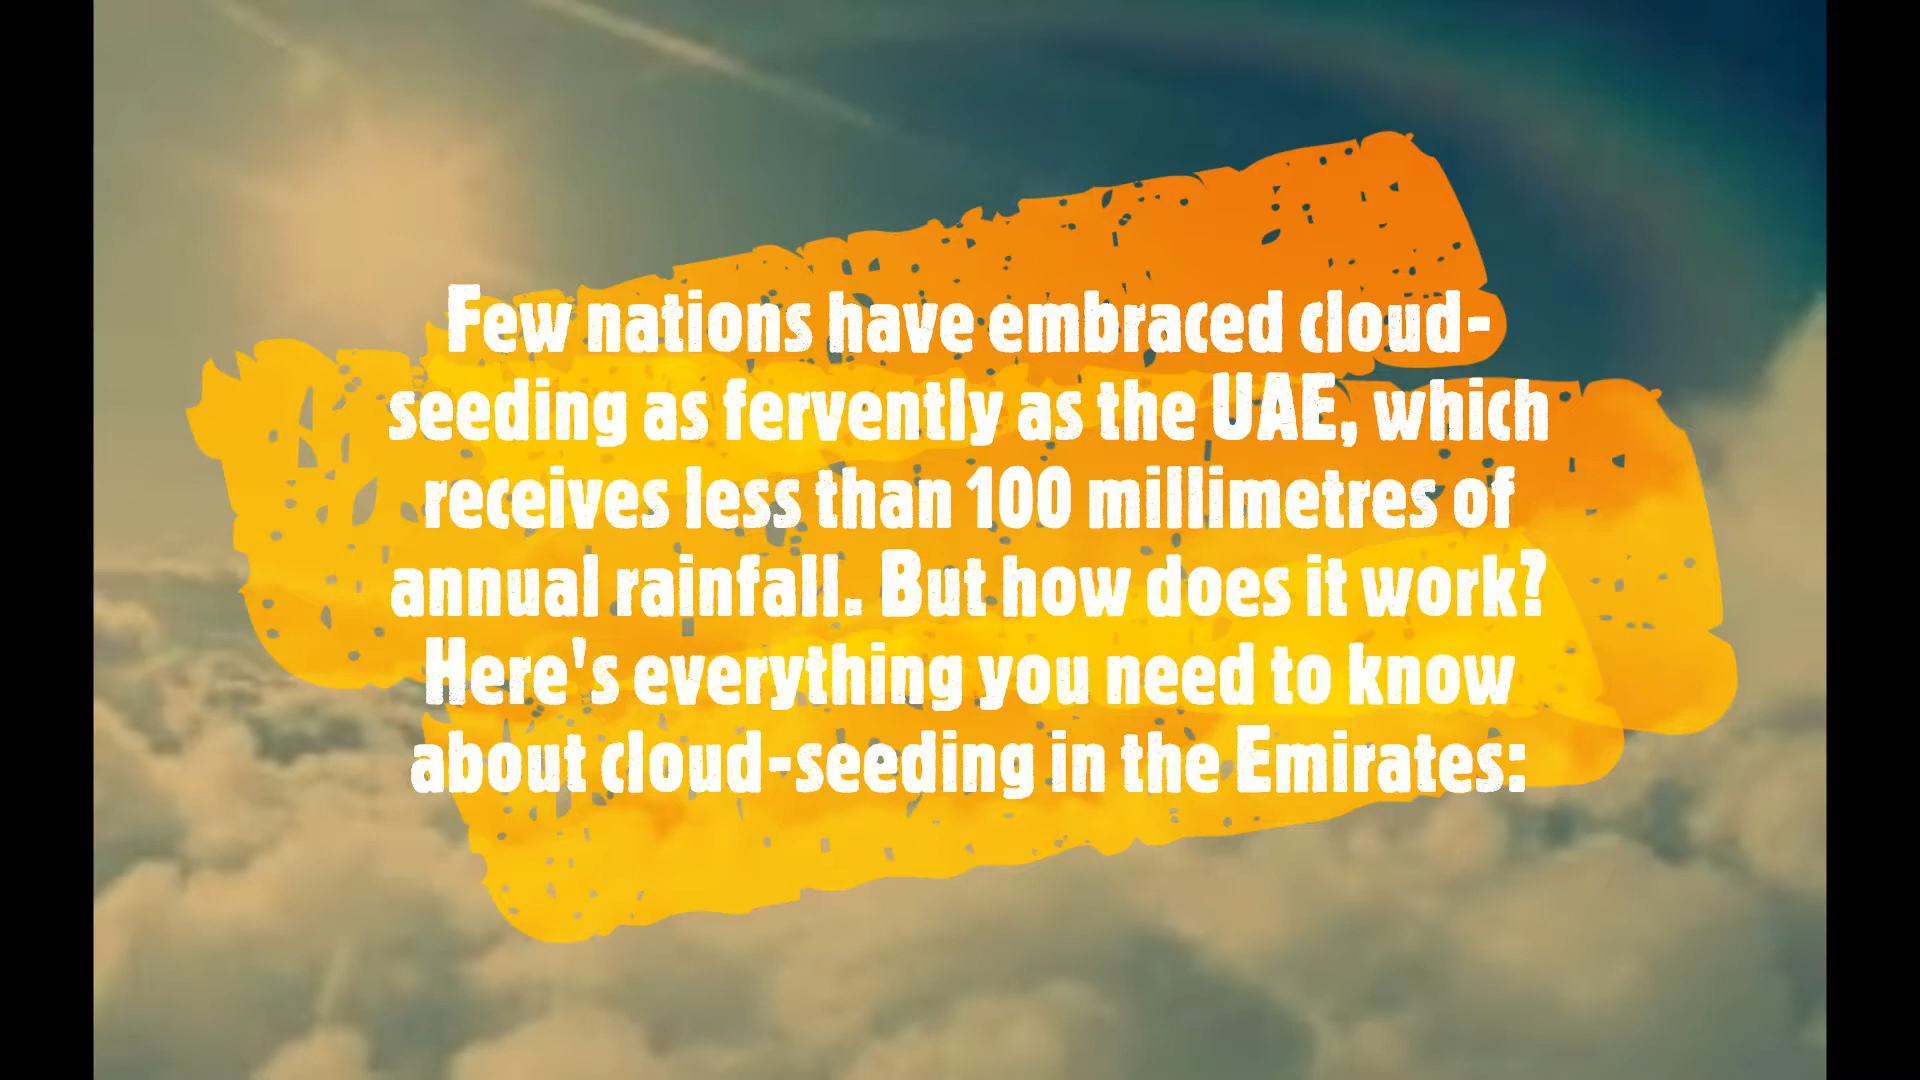 Few nations have embraced cloud-
seeding as fervently as the UAE, which
receives less than 100 millimetres of
annual rainfall. But how does it work?
Here's everything you need to know
about cloud-seeding in the Emirates: